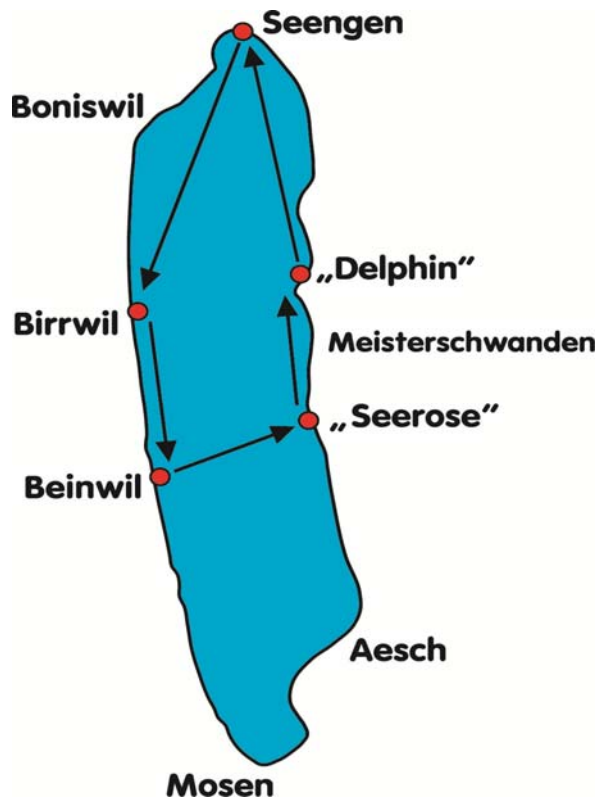 Seengen
Boniswil
„Delphin”
Birrwil
Meisterschwanden
„Seerose”
Beinwil
Aesch
Mosen